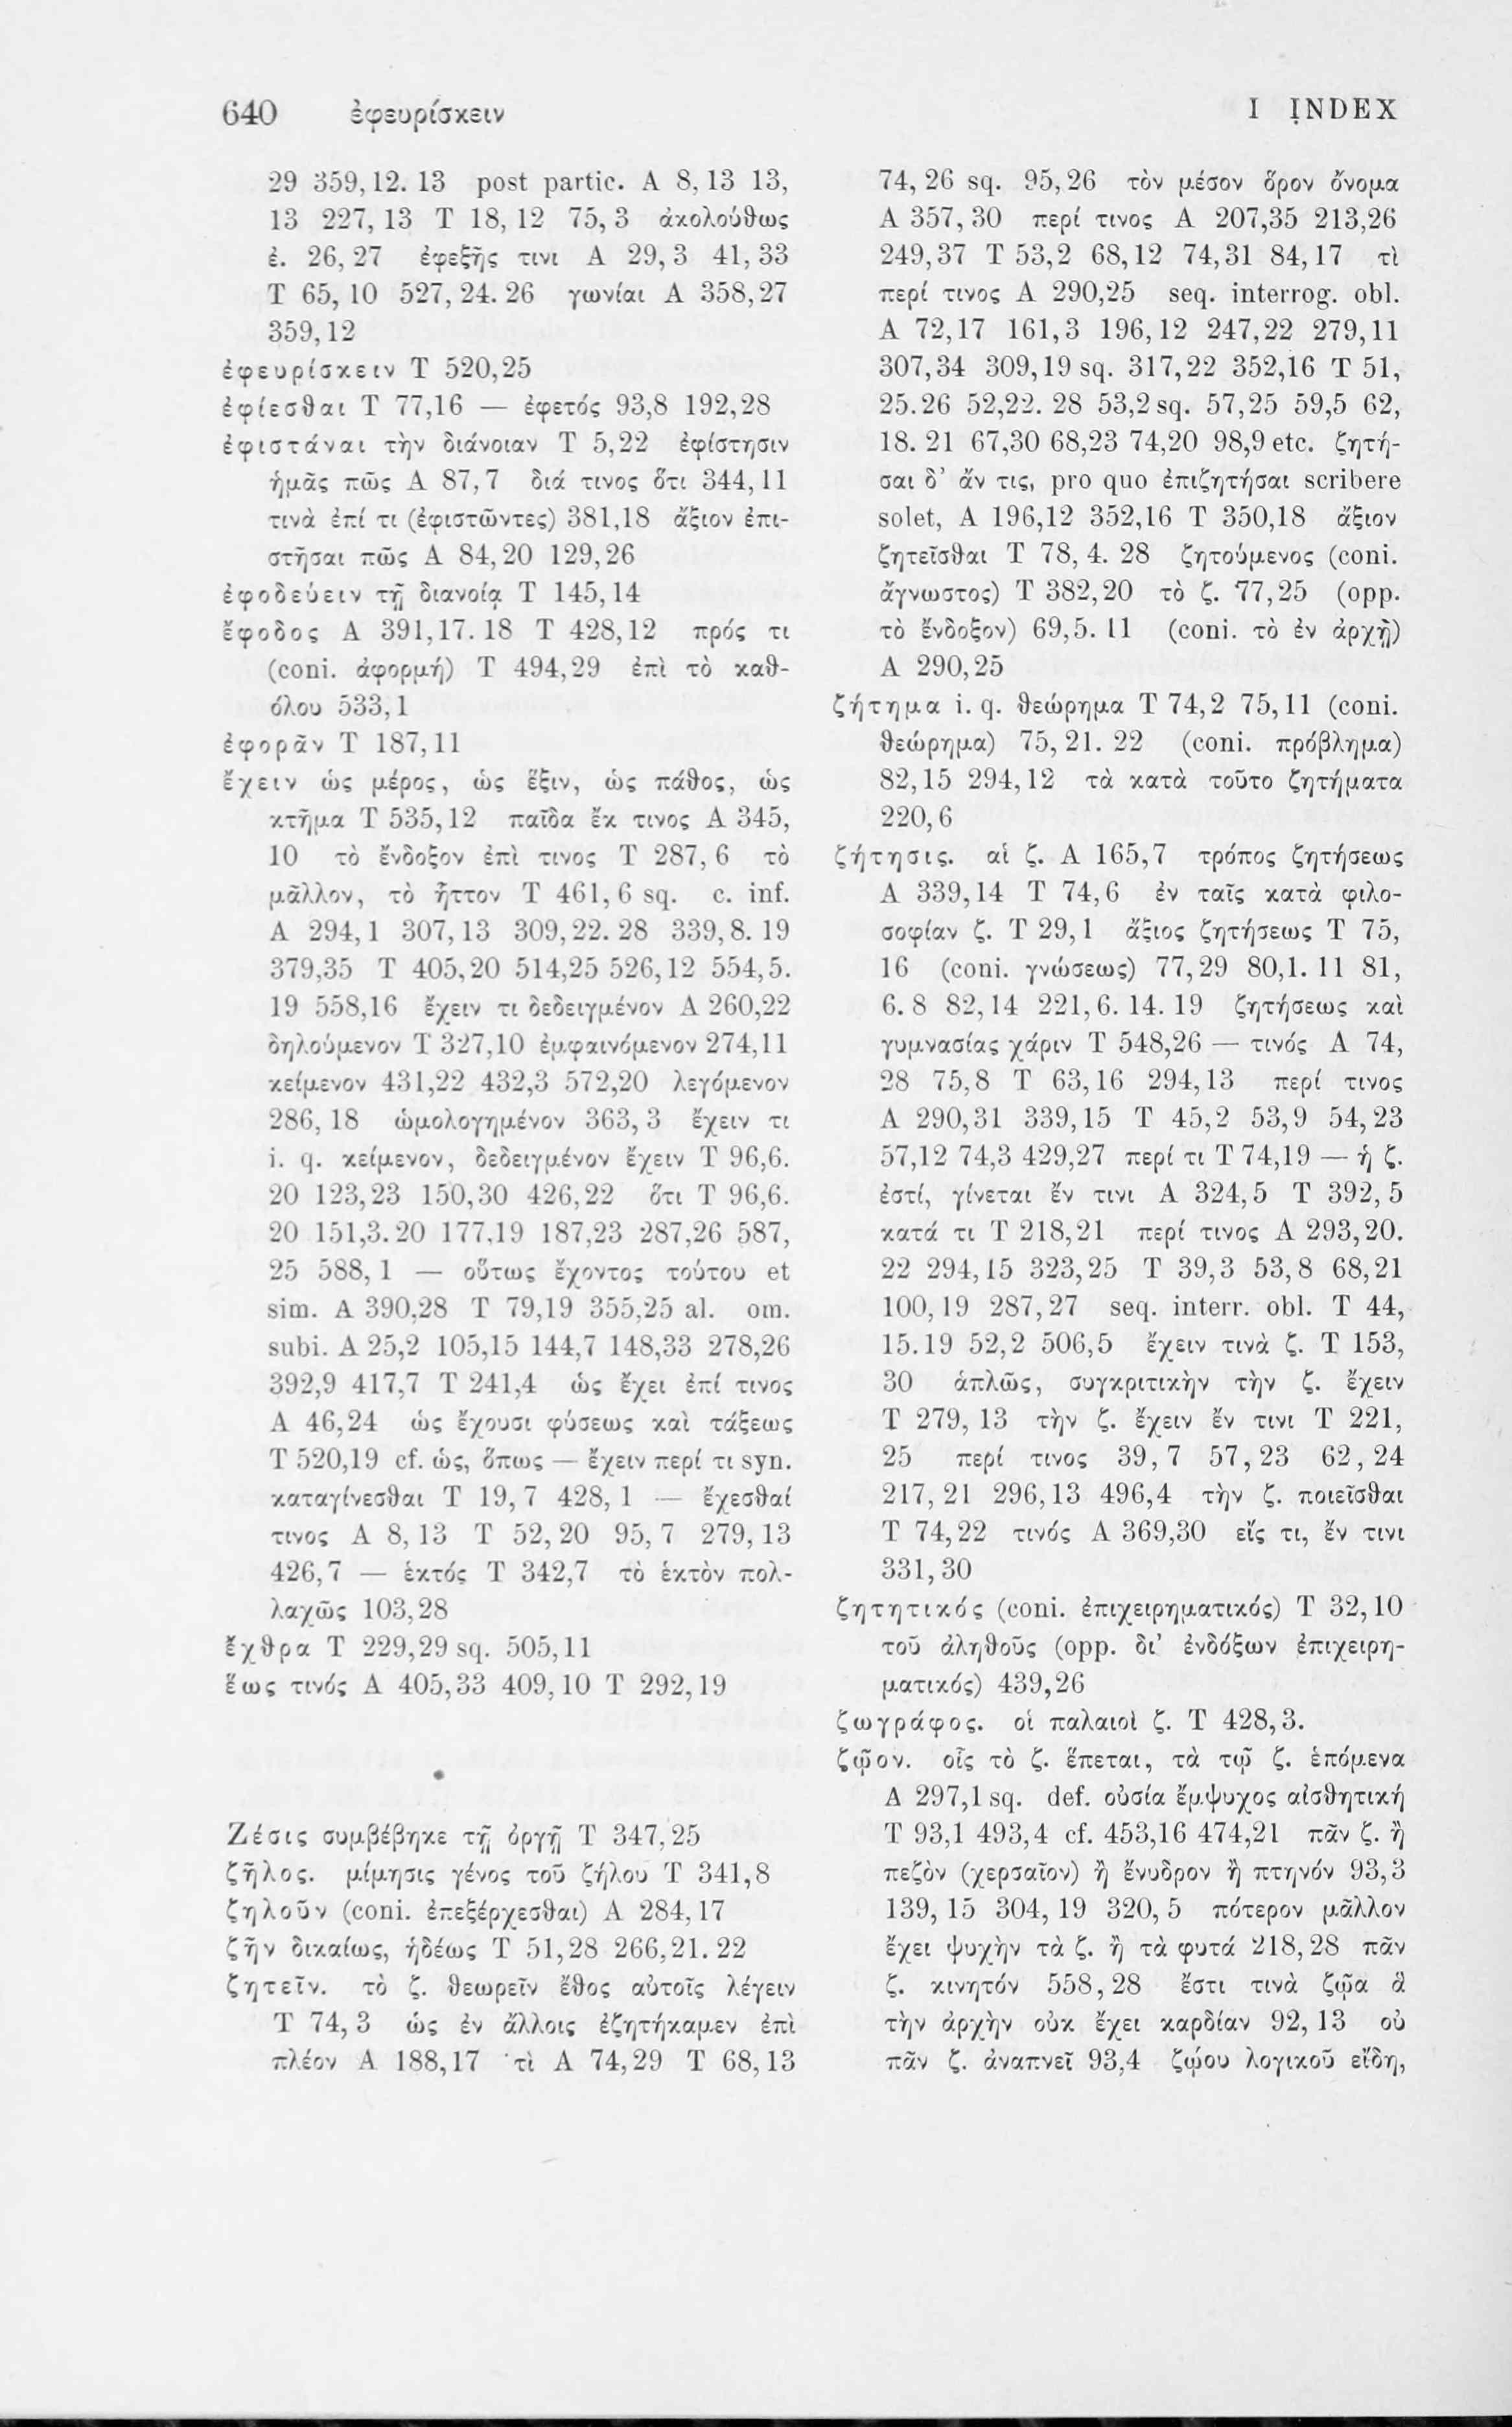 640 ἐφευρίσκειν
I INDEX
29 359,12. 13 post partic. A 8,13 13,
13 227,13 T 18,12 75,3 ἀκολούθως
ἐ. 26,27 ἐφεξῆς τινι A 29,3 41,33
T 65,10 527,24.26 γωνίαι A 358,27
359,12
ἐφευρίσκειν T 520,25
ἐφίεσθαι T 77,16 — ἐφετός 93,8 192,28
ἐφιστάναι τὴν διάνοιαν T 5,22 ἐφίστησιν
ἡμᾶς πῶς A 87,7 διά τινος ὅτι 344,11
τινὰ ἐπί τι (ἐφιστῶντες) 381,18 ἄξιον ἐπι-
στῆσαι πῶς A 84,20 129,26
ἐφοδεύειν τῇ διανοίᾳ T 145,14
ἔφοδος A 391,17.18 T 428,12 πρός τι
(coni. ἀφορμή) T 494,29 ἐπὶ τὸ καθ-
όλου 533,1
ἐφορᾶν T 187,11
ἔχειν ὡς μέρος, ὡς ἕξιν, ὡς πάθος, ὡς
κτῆμα T 535,12 παῖδα ἔκ τινος A 345,
10 τὸ ἔνδοξον ἐπὶ τινος T 287,6 τὸ
μᾶλλον, τὸ ἧττον T 461,6 sq. c. inf.
A 294,1 307,13 309,22.28 339,8.19
379,35 T 405,20 514,25 526,12 554,5.
19 558,16 ἔχειν τι δεδειγμένον A 260,22
δηλούμενον T 327,10 ἐμφαινόμενον 274,11
κείμενον 431,22 432,3 572,20 λεγόμενον
286,18 ὡμολογημένον 363,3 ἔχειν τι
i. q. κείμενον, δεδειγμένον ἔχειν T 96,6.
20 123,23 150,30 426,22 ὅτι T 96,6.
20 151,3.20 177,19 187,23 287,26 587,
25 588,1 — οὕτως ἔχοντος τούτου et
sim. A 390,28 T 79,19 355,25 al. om.
subi. A 25,2 105,15 144,7 148,33 278,26
392,9 417,7 T 241,4 ὡς ἔχει ἐπί τινος
A 46,24 ὡς ἔχουσι φύσεως καὶ τάξεως
T 520,19 cf. ὡς, ὅπως — ἔχειν περί τι syn.
καταγίνεσθαι T 19,7 428,1 — ἔχεσθαί
τινος A 8,13 T 52,20 95,7 279,13
426,7 — ἑκτός T 342,7 τὸ ἑκτὸν πολ-
λαχῶς 103,28
ἔχθρα T 229,29 sq. 505,11
ἕως τινός A 405,33 409,10 T 292,19
Ζέσις συμβέβηκε τῇ ὀργῇ T 347,25
ζῆλος. μίμησις γένος τοῦ ζήλου T 341,8
ζηλοῦν (coni. ἐπεξέρχεσθαι) A 284,17
ζῆν δικαίως, ἡδέως T 51,28 266,21.22
ζητεῖν. τὸ ζ. θεωρεῖν ἔθος αὐτοῖς λέγειν
T 74,3 ὡς ἐν ἄλλοις ἐζητήκαμεν ἐπὶ
πλέον A 188,17 τὶ A 74,29 T 68,13
74,26 sq. 95,26 τὸν μέσον ὅρον ὄνομα
A 357,30 περί τινος A 207,35 213,26
249,37 T 53,2 68,12 74,31 84,17 τὶ
περί τινος A 290,25 seq. interrog. obl.
A 72,17 161,3 196,12 247,22 279,11
307,34 309,19 sq. 317,22 352,16 T 51,
25.26 52,22. 28 53,2 sq. 57,25 59,5 62,
18. 21 67,30 68,23 74,20 98,9 etc. ζητή-
σαι δ’ ἄν τις, pro quo ἐπιζητήσαι scribere
solet, A 196,12 352,16 T 350,18 ἄξιον
ζητεῖσθαι T 78,4. 28 ζητούμενος (coni.
ἄγνωστος) T 382,20 τὸ ζ. 77,25 (opp.
τὸ ἔνδοξον) 69,5. 11 (coni. τὸ ἐν ἀρχῇ)
A 290,25
ζήτημα i. q. θεώρημα T 74,2 75,11 (coni.
θεώρημα) 75,21. 22 (coni. πρόβλημα)
82,15 294,12 τὰ κατὰ τοῦτο ζητήματα
220,6
ζήτησις. αἱ ζ. A 165,7 τρόπος ζητήσεως
A 339,14 T 74,6 ἐν ταῖς κατὰ φιλο-
σοφίαν ζ. T 29,1 ἄξιος ζητήσεως T 75,
16 (coni. γνώσεως) 77,29 80,1. 11 81,
6. 8 82,14 221,6. 14. 19 ζητήσεως καὶ
γυμνασίας χάριν T 548,26 — τινός A 74,
28 75,8 T 63,16 294,13 περί τινος
A 290,31 339,15 T 45,2 53,9 54,23
57,12 74,3 429,27 περί τι T 74,19 — ἡ ζ.
ἐστί, γίνεται ἔν τινι A 324,5 T 392,5
κατά τι T 218,21 περί τινος A 293,20.
22 294,15 323,25 T 39,3 53,8 68,21
100,19 287,27 seq. interr. obl. T 44,
15.19 52,2 506,5 ἔχειν τινὰ ζ. T 153,
30 ἁπλῶς, συγκριτικὴν τὴν ζ. ἔχειν
T 279,13 τὴν ζ. ἔχειν ἔν τινι T 221,
25 περί τινος 39,7 57,23 62,24
217,21 296,13 496,4 τὴν ζ. ποιεῖσθαι
T 74,22 τινός A 369,30 εἴς τι, ἔν τινι
331,30
ζητητικός (coni. ἐπιχειρηματικός) T 32,10
τοῦ ἀληθοῦς (opp. δι’ ἐνδόξων ἐπιχειρη-
ματικός) 439,26
ζωγράφος. οἱ παλαιοὶ ζ. T 428,3.
ζῷον. οἷς τὸ ζ. ἕπεται, τὰ τῷ ζ. ἑπόμενα
A 297,1 sq. def. οὐσία ἔμψυχος αἰσθητική
T 93,1 493,4 cf. 453,16 474,21 πᾶν ζ. ἢ
πεζὸν (χερσαῖον) ἢ ἔνυδρον ἢ πτηνόν 93,3
139,15 304,19 320,5 πότερον μᾶλλον
ἔχει ψυχὴν τὰ ζ. ἢ τὰ φυτά 218,28 πᾶν
ζ. κινητόν 558,28 ἔστι τινὰ ζῷα ἃ
τὴν ἀρχὴν οὐκ ἔχει καρδίαν 92,13 οὐ
πᾶν ζ. ἀναπνεῖ 93,4 ζῴου λογικοῦ εἴδη,